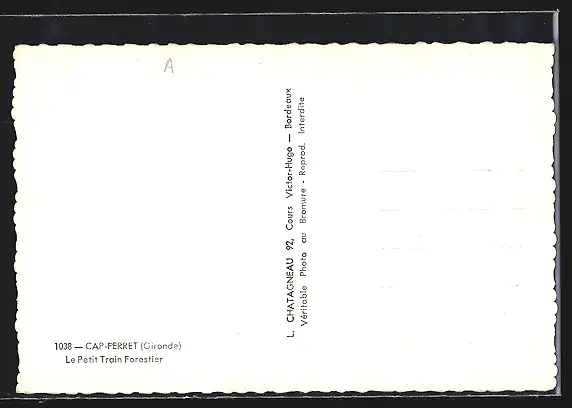 A
1038 — CAP-FERRET (Gironde)
Le Petit Train Forestier
L. CHATAGNEAU 92, Cours Victor-Hugo — Bordeaux
Véritable Photo au Bromure - Reprod. Interdite